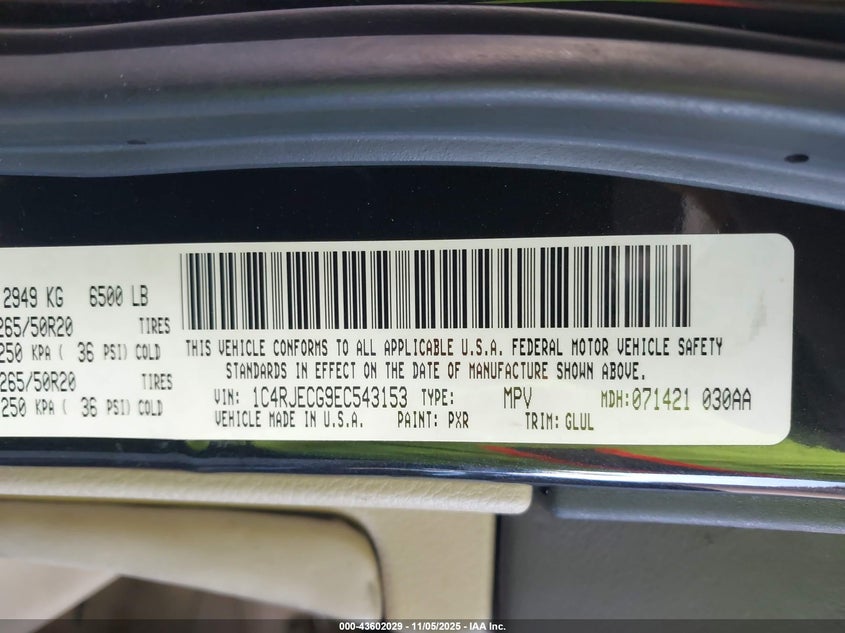 2949 KG 6500 LB
265/50R20 TIRES
250 KPA ( 36 PSI) COLD
265/50R20 TIRES
250 KPA ( 36 PSI) COLD
THIS VEHICLE CONFORMS TO ALL APPLICABLE U.S.A. FEDERAL MOTOR VEHICLE SAFETY
STANDARDS IN EFFECT ON THE DATE OF MANUFACTURE SHOWN ABOVE.
VIN: 1C4RJECG9EC543153 TYPE: MPV MDH:071421 030AA
VEHICLE MADE IN U.S.A. PAINT: PXR TRIM: GLUL
000-43602029 - 11/05/2025 - IAA Inc.